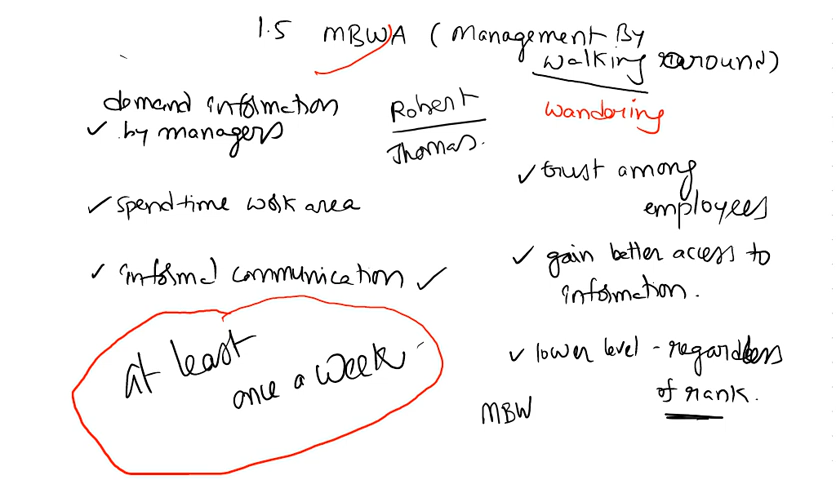 1.5 MBWA ( Management By
walking around)
wandering
demand information
✓ by managers
Robert
Thomas.
✓ spend time work area
✓ informal communication ✓
at least
once a week
✓ trust among
employees
✓ gain better access to
information.
✓ lower level - regardless
of rank.
MBW